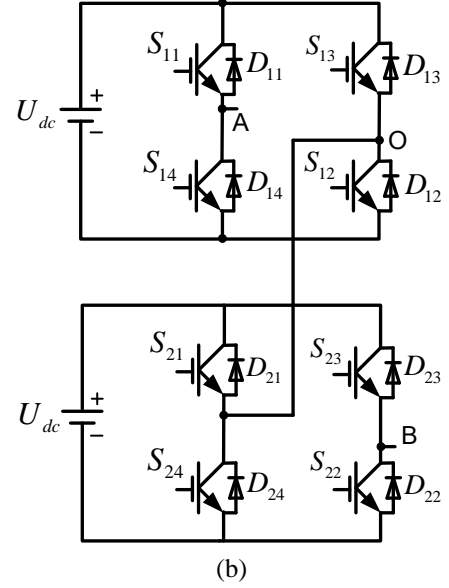 S11
D11
S13
D13
Udc
+
−
A
O
S14
D14
S12
D12
S21
D21
S23
D23
Udc
+
−
B
S24
D24
S22
D22
(b)